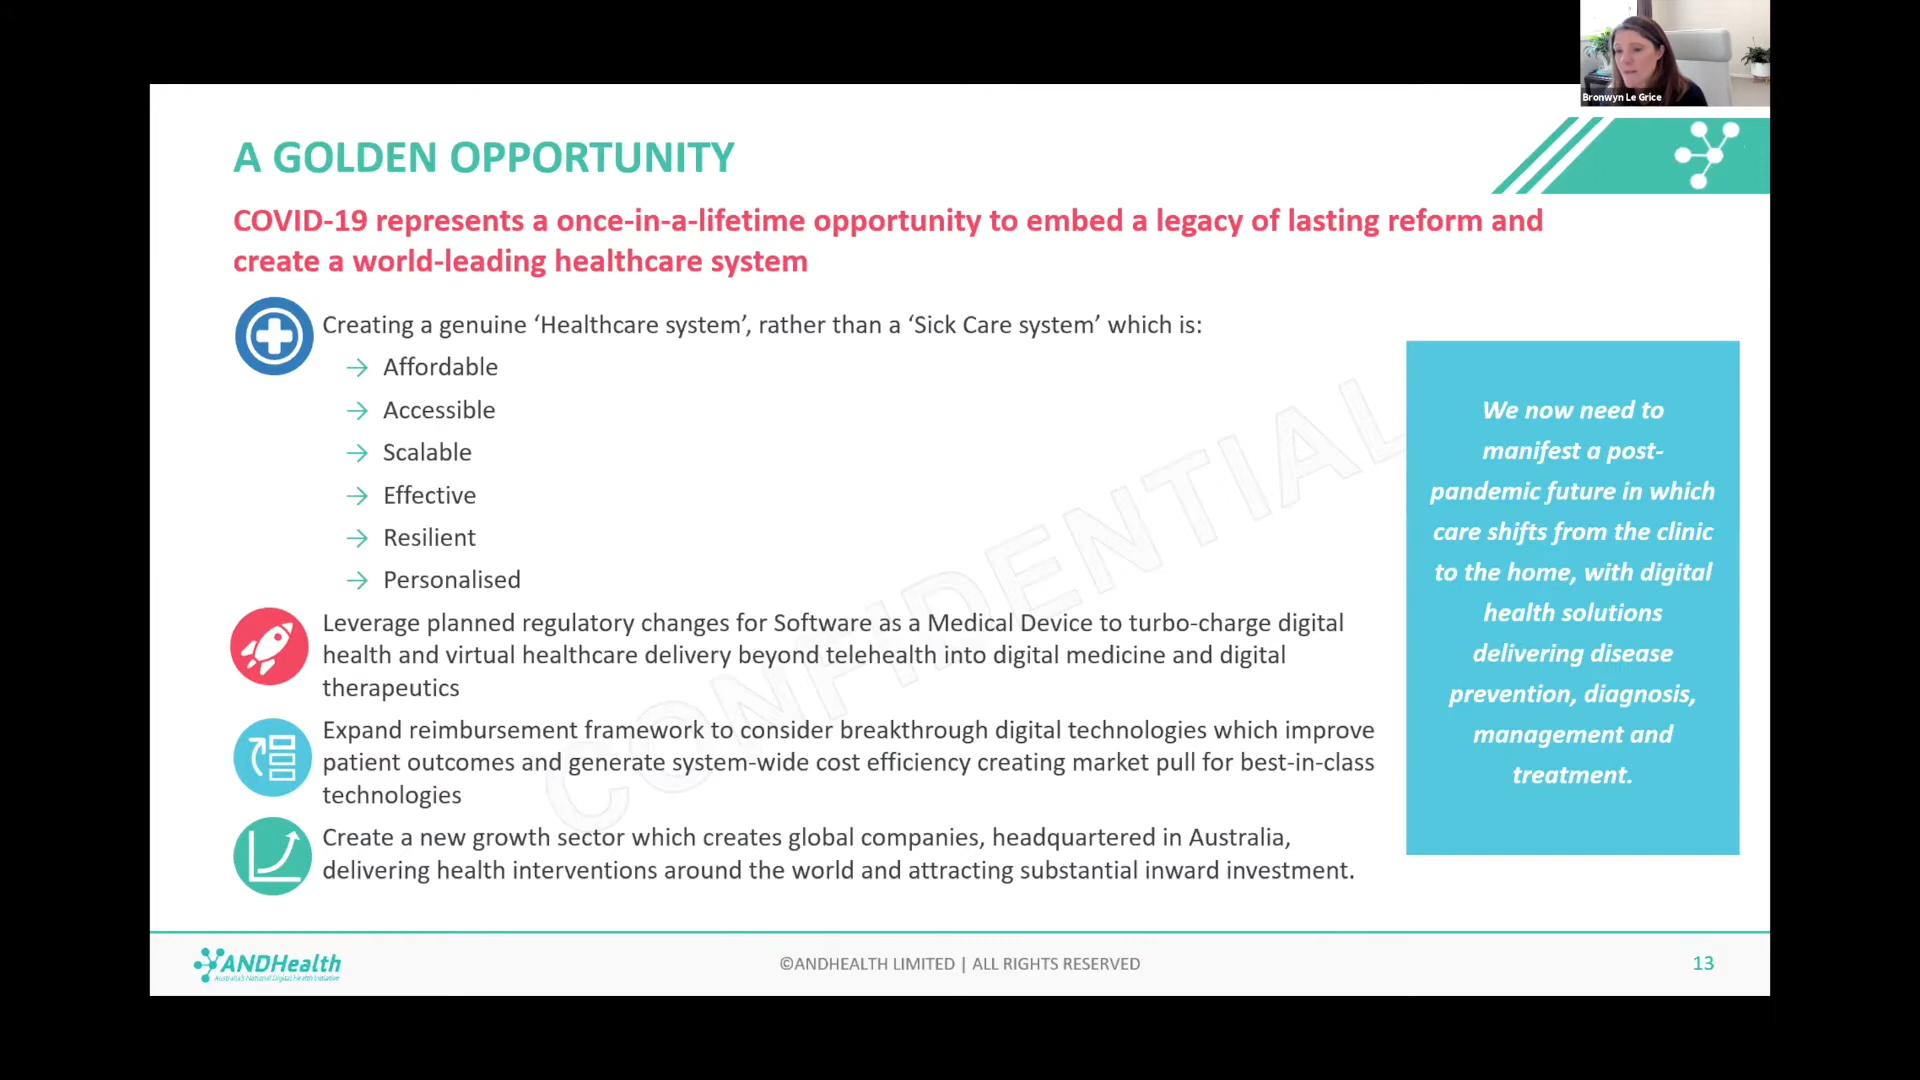 Bronwyn Le Grice
A GOLDEN OPPORTUNITY
COVID-19 represents a once-in-a-lifetime opportunity to embed a legacy of lasting reform and
create a world-leading healthcare system
Creating a genuine ‘Healthcare system’, rather than a ‘Sick Care system’ which is:
→ Affordable
→ Accessible
→ Scalable
→ Effective
→ Resilient
→ Personalised
Leverage planned regulatory changes for Software as a Medical Device to turbo-charge digital
health and virtual healthcare delivery beyond telehealth into digital medicine and digital
therapeutics
Expand reimbursement framework to consider breakthrough digital technologies which improve
patient outcomes and generate system-wide cost efficiency creating market pull for best-in-class
technologies
Create a new growth sector which creates global companies, headquartered in Australia,
delivering health interventions around the world and attracting substantial inward investment.
We now need to
manifest a post-
pandemic future in which
care shifts from the clinic
to the home, with digital
health solutions
delivering disease
prevention, diagnosis,
management and
treatment.
CONFIDENTIAL
ANDHealth
Australia's National Digital Health Initiative
©ANDHEALTH LIMITED | ALL RIGHTS RESERVED
13